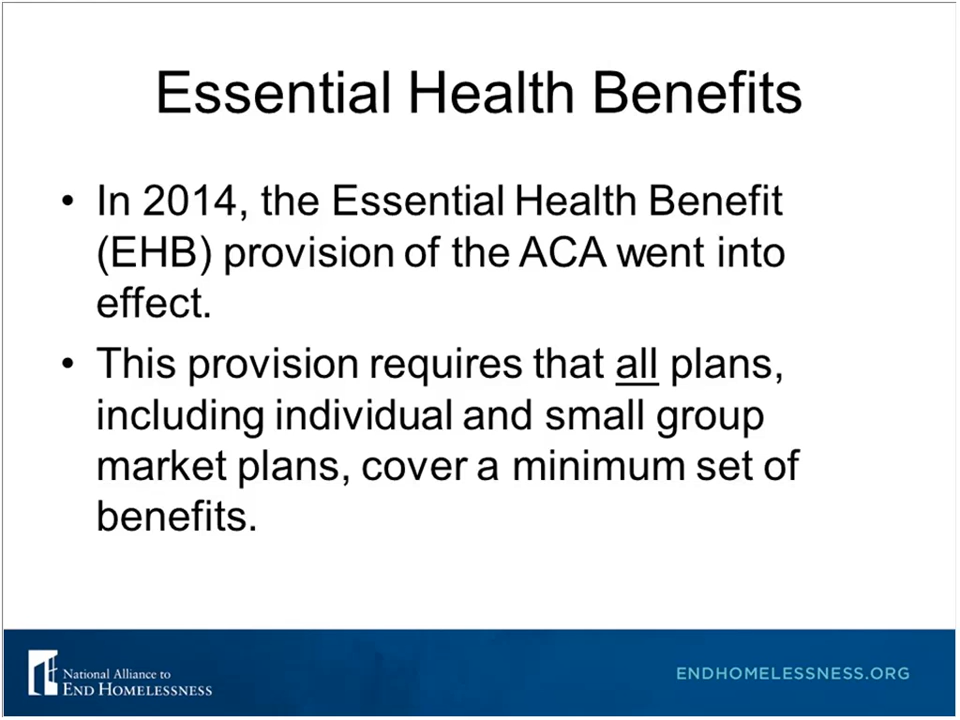 Essential Health Benefits
• In 2014, the Essential Health Benefit
(EHB) provision of the ACA went into
effect.
• This provision requires that all plans,
including individual and small group
market plans, cover a minimum set of
benefits.
National Alliance to
END HOMELESSNESS
ENDHOMELESSNESS.ORG